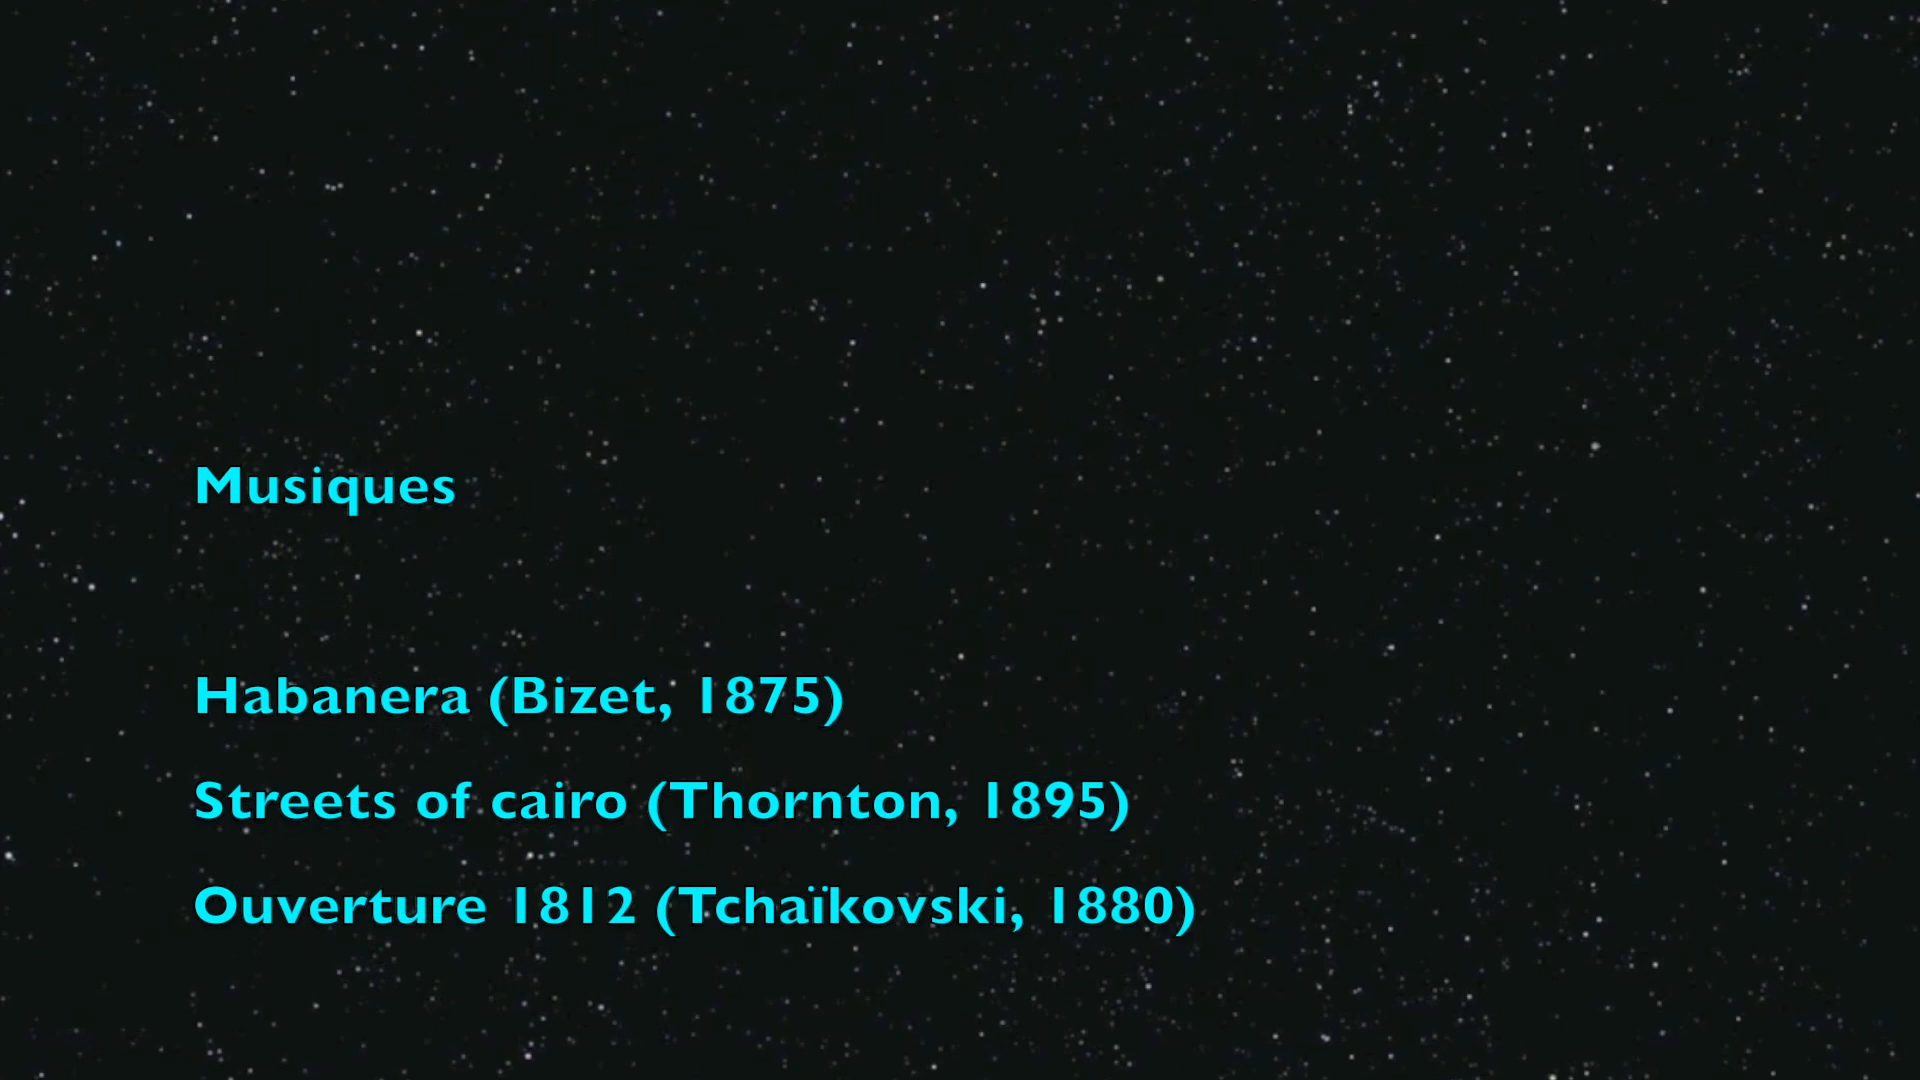 Musiques
Habanera (Bizet, 1875)
Streets of cairo (Thornton, 1895)
Ouverture 1812 (Tchaïkovski, 1880)